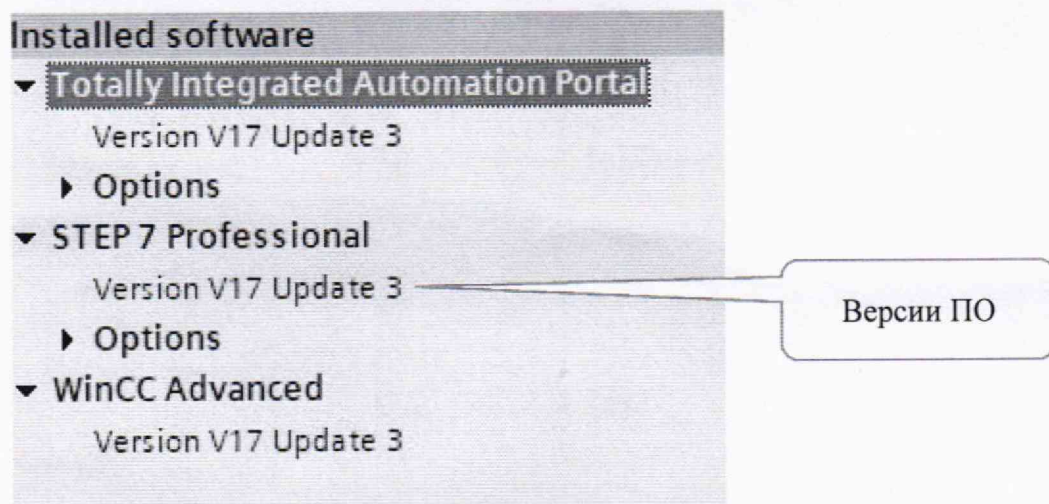 Installed software
Totally Integrated Automation Portal
Version V17 Update 3
Options
STEP 7 Professional
Version V17 Update 3
Версии ПО
Options
WinCC Advanced
Version V17 Update 3